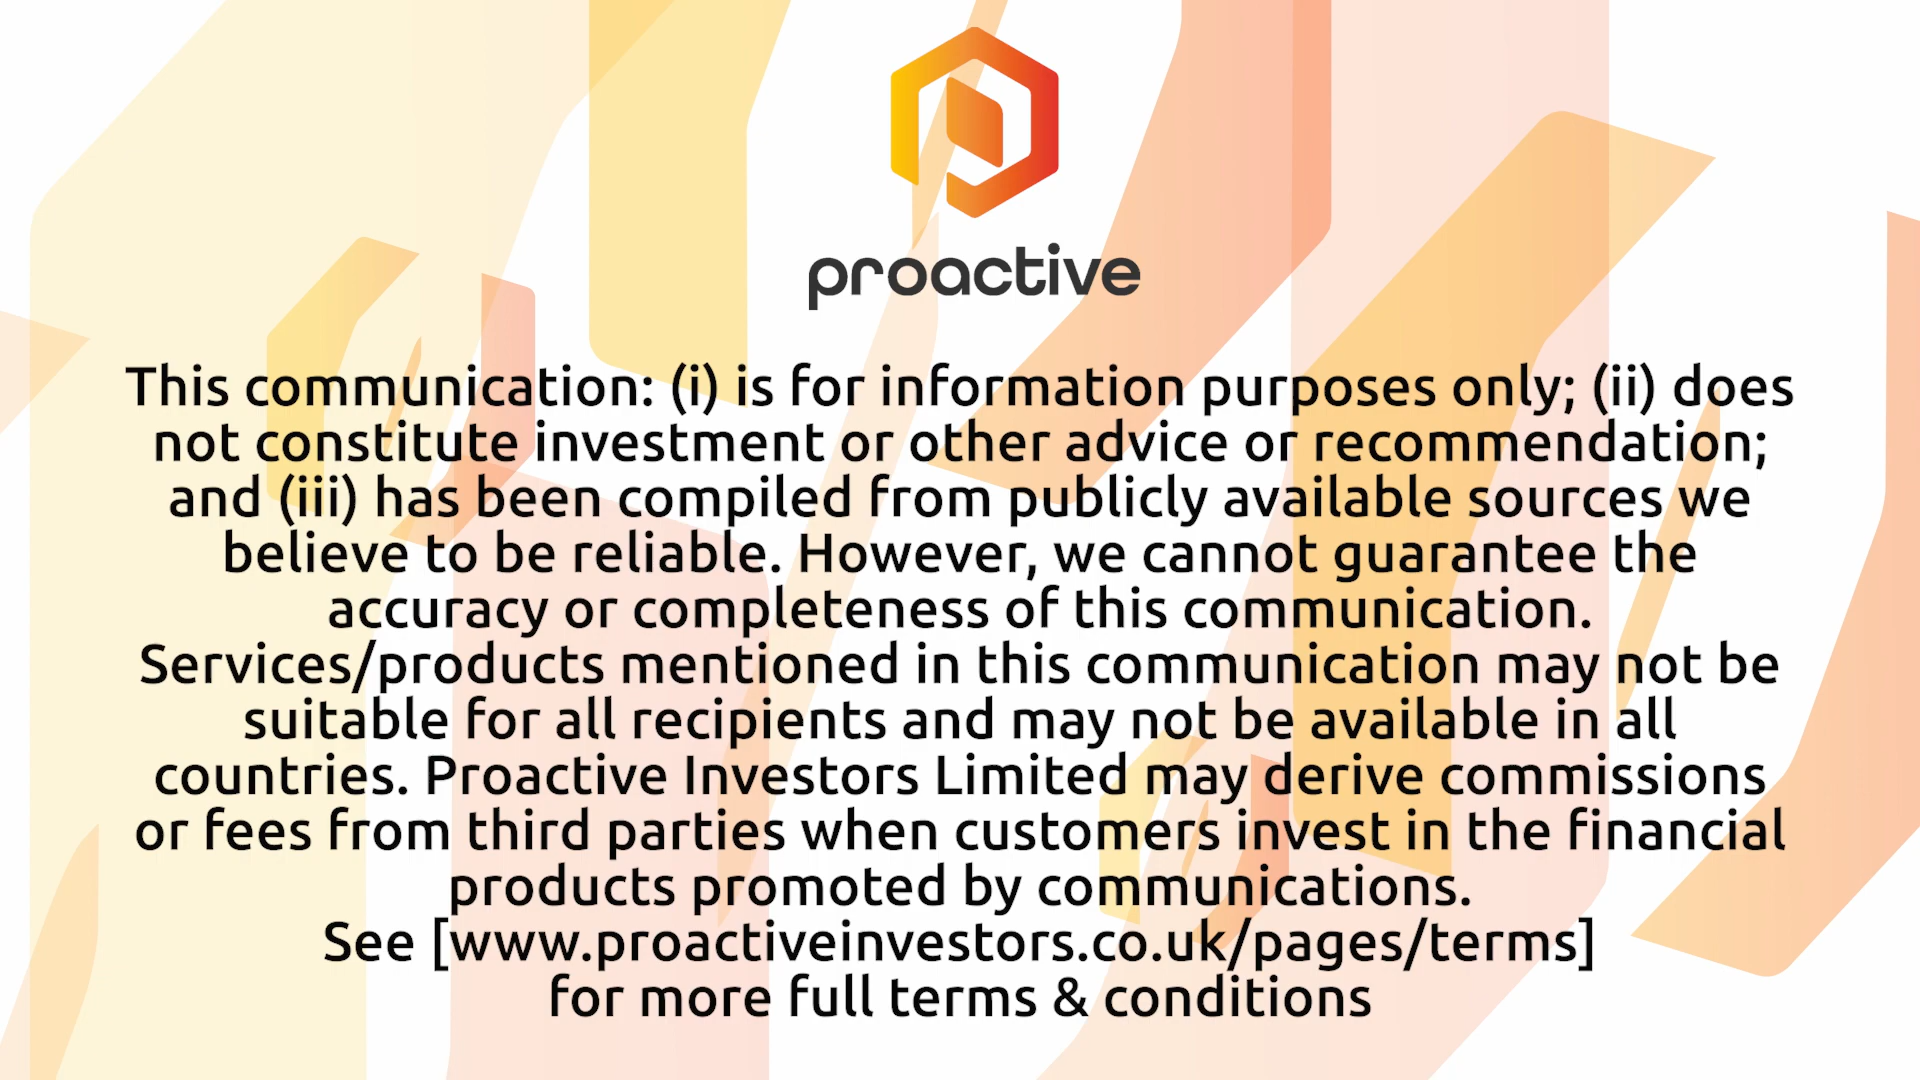 proactive
This communication: (i) is for information purposes only; (ii) does
not constitute investment or other advice or recommendation;
and (iii) has been compiled from publicly available sources we
believe to be reliable. However, we cannot guarantee the
accuracy or completeness of this communication.
Services/products mentioned in this communication may not be
suitable for all recipients and may not be available in all
countries. Proactive Investors Limited may derive commissions
or fees from third parties when customers invest in the financial
products promoted by communications.
See [www.proactiveinvestors.co.uk/pages/terms]
for more full terms & conditions